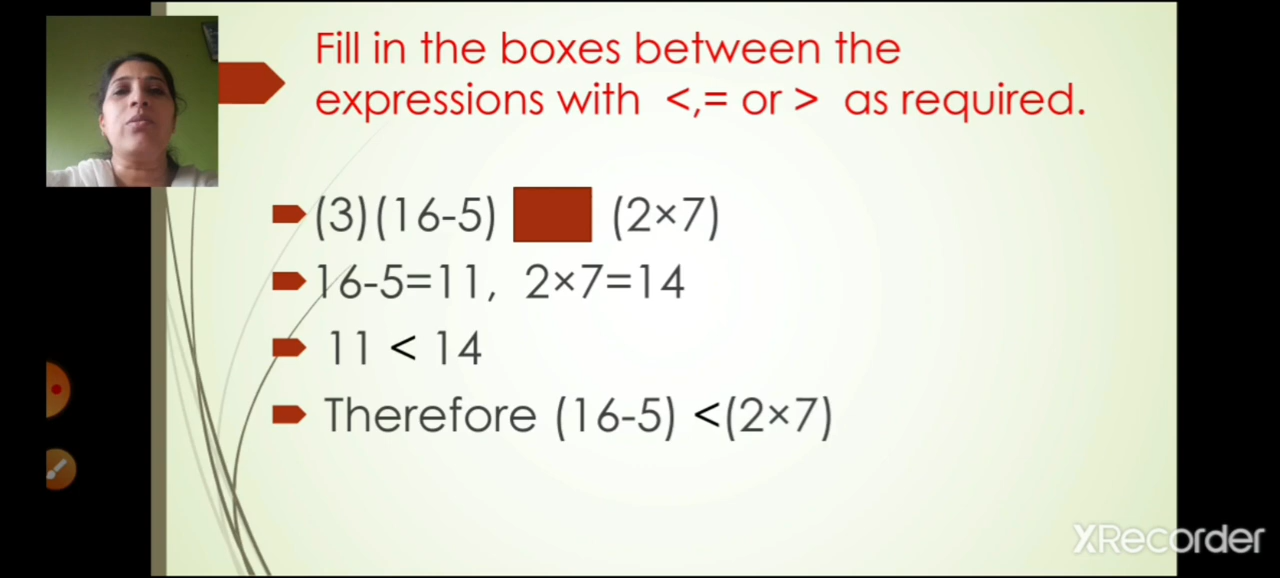 Fill in the boxes between the
expressions with <,= or > as required.
(3)(16-5) (2×7)
16-5=11, 2×7=14
11 < 14
Therefore (16-5) <(2×7)
XRecorder